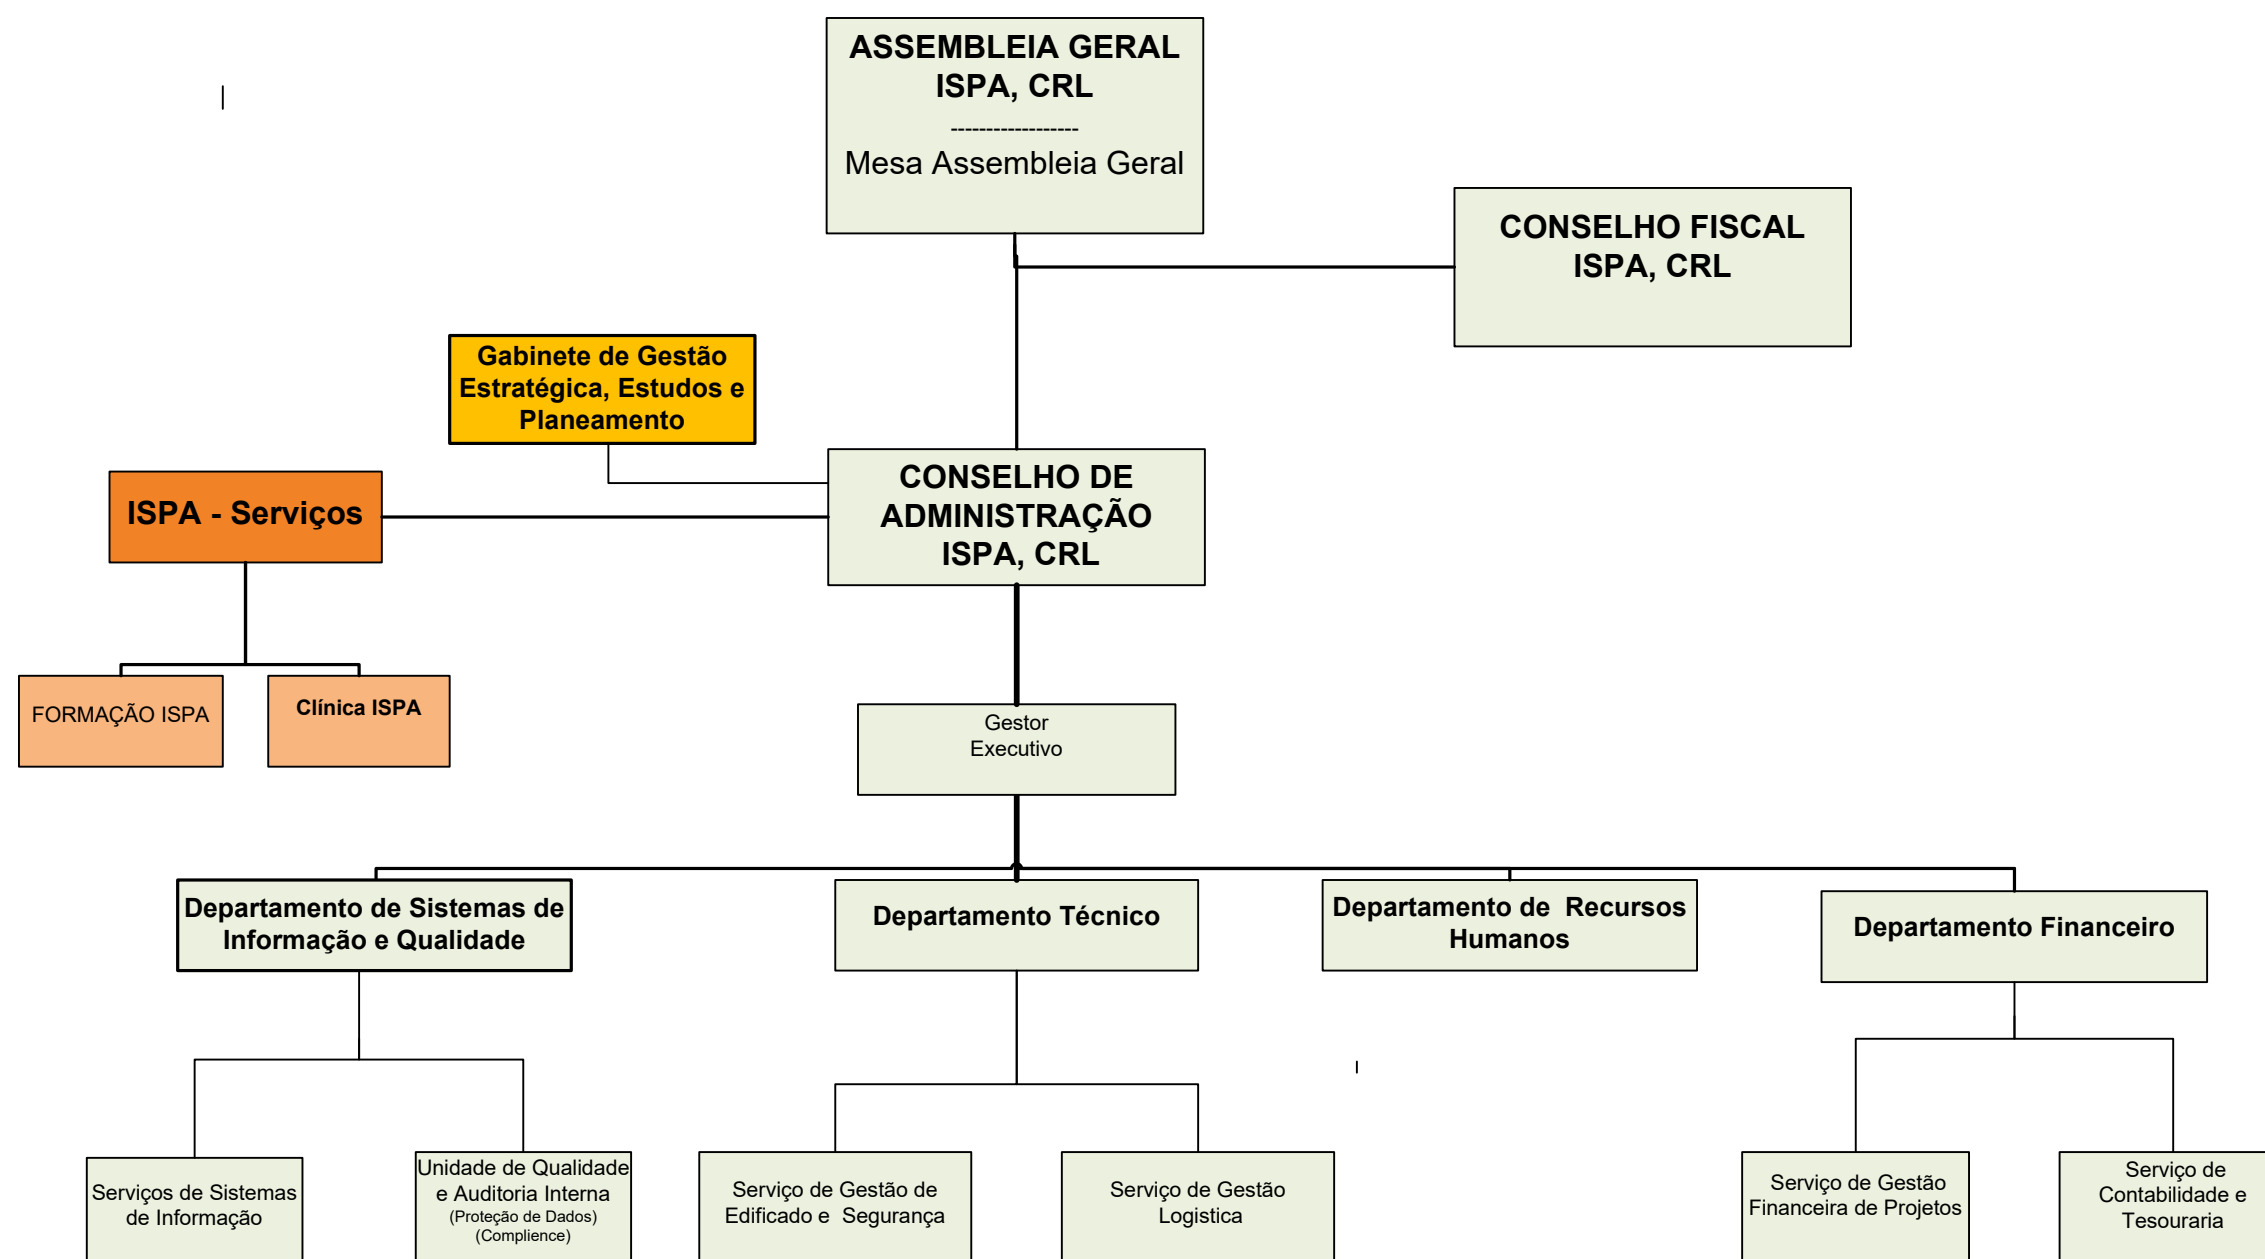 ASSEMBLEIA GERAL
ISPA, CRL
------------------
Mesa Assembleia Geral
CONSELHO FISCAL
ISPA, CRL
Gabinete de Gestão
Estratégica, Estudos e
Planeamento
ISPA - Serviços
CONSELHO DE
ADMINISTRAÇÃO
ISPA, CRL
FORMAÇÃO ISPA
Clínica ISPA
Gestor
Executivo
Departamento de Sistemas de
Informação e Qualidade
Departamento Técnico
Departamento de  Recursos
Humanos
Departamento Financeiro
Serviços de Sistemas
de Informação
Unidade de Qualidade
e Auditoria Interna
(Proteção de Dados)
(Complience)
Serviço de Gestão de
Edificado e  Segurança
Serviço de Gestão
Logistica
Serviço de Gestão
Financeira de Projetos
Serviço de
Contabilidade e
Tesouraria